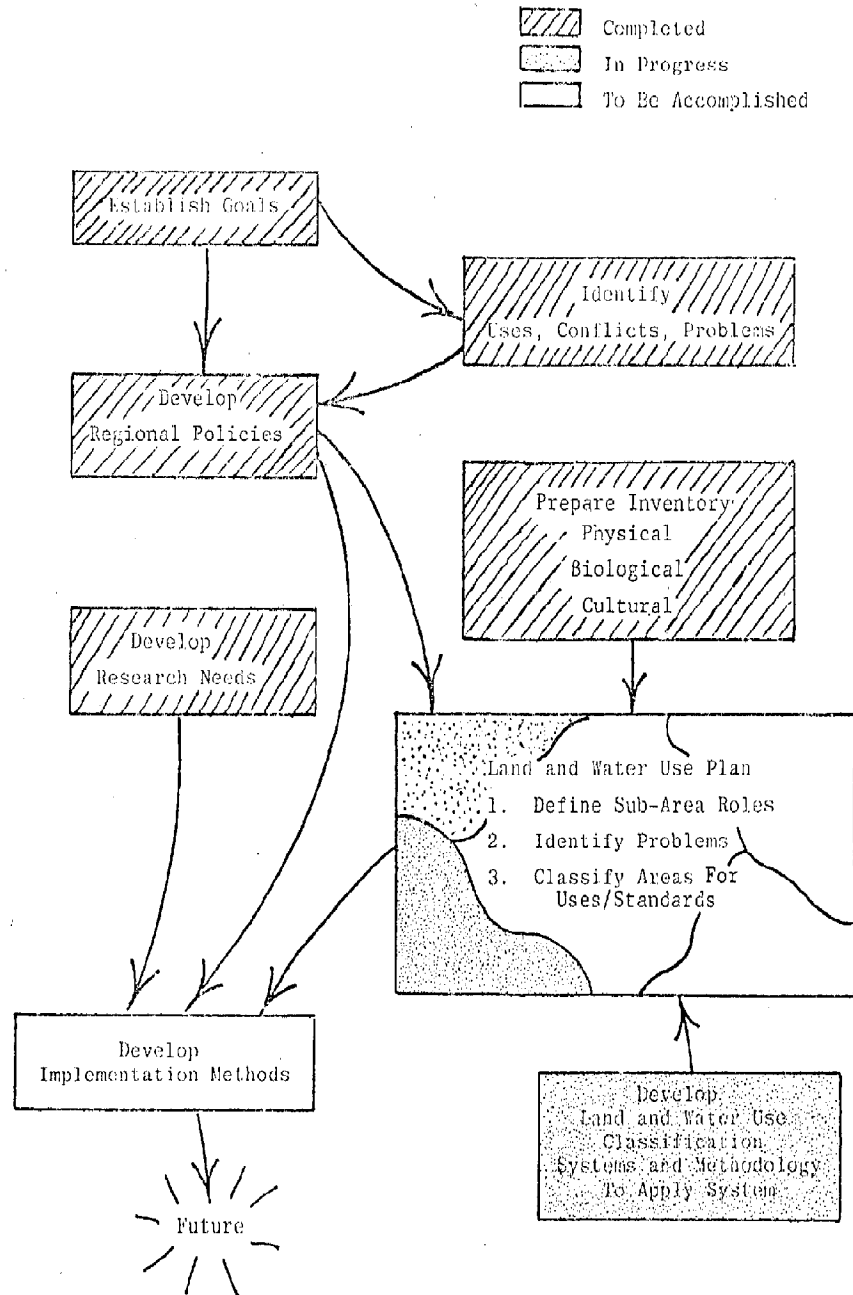 Completed
In Progress
To Be Accomplished
Establish Goals
Identify
Uses, Conflicts, Problems
Develop
Regional Policies
Prepare Inventory
Physical
Biological
Cultural
Develop
Research Needs
Land and Water Use Plan
1. Define Sub-Area Roles
2. Identify Problems
3. Classify Areas For
Uses/Standards
Develop
Implementation Methods
Develop
Land and Water Use
Classification
Systems and Methodology
To Apply System
Future